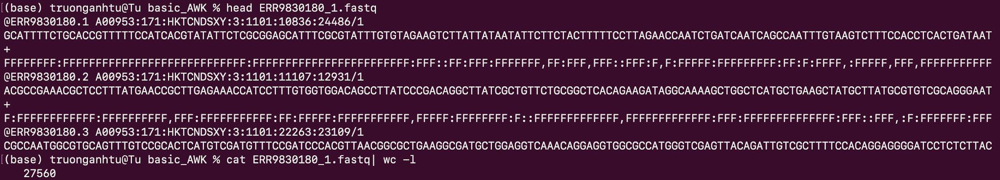 (base) truonganhtu@Tu basic_AWK % head ERR9830180_1.fastq
@ERR9830180.1 A00953:171:HKTCNDSXY:3:1101:10836:24486/1
GCATTTTCTGCACCGTTTTTCCATCACGTATATTCTCGCGGAGCATTTCGCGTATTTGTGTAGAAGTCTTATTATAATATTCTTCTACTTTTTCCTTAGAACCAATCTGATCAATCAGCCAATTTGTAAGTCTTTCCACCTCACTGATAAT
+
FFFFFFFF:FFFFFFFFFFFFFFFFFFFFFFFFFFFF:FFFFFFFFFFFFFFFFFFFFFFFF:FFF::FF:FFF:FFFFFFF,FF:FFF,FFF::FFF:F,F:FFFFF:FFFFFFFFF:FF:F:FFFF,:FFFFF,FFF,FFFFFFFFFFF
@ERR9830180.2 A00953:171:HKTCNDSXY:3:1101:11107:12931/1
ACGCCGAAACGCTCCTTTATGAACCGCTTGAGAAACCATCCTTTGTGGTGGACAGCCTTATCCCGACAGGCTTATCGCTGTTCTGCGGCTCACAGAAGATAGGCAAAAGCTGGCTCATGCTGAAGCTATGCTTATGCGTGTCGCAGGGAAT
+
F:FFFFFFFFFFFF:FFFFFFFFFF,FFF:FFFFFFFFFFF:FF:FFFFF:FFFFFFFFFFF,FFFFF:FFFFFFFF:F::FFFFFFFFFFFFF,FFFFFFFFFFFFF:FFF:FFFFFFFFFFFFFF:FFF::FFF,:F:FFFFFFF:FFF
@ERR9830180.3 A00953:171:HKTCNDSXY:3:1101:22263:23109/1
CGCCAATGGCGTGCAGTTTGTCCGCACTCATGTCGATGTTTCCGATCCCACGTTAACGGCGCTGAAGGCGATGCTGGAGGTCAAACAGGAGGTGGCGCCATGGGTCGAGTTACAGATTGTCGCTTTTCCACAGGAGGGGATCCTCTCTTAC
(base) truonganhtu@Tu basic_AWK % cat ERR9830180_1.fastq| wc -l
27560